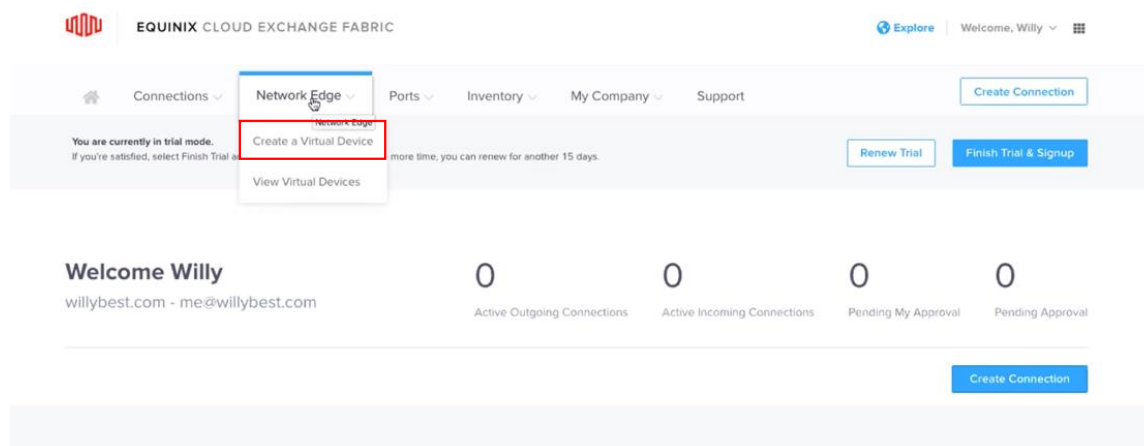 EQUINIX CLOUD EXCHANGE FABRIC
Explore
Welcome, Willy
Connections
Network Edge
Ports
Inventory
My Company
Support
Create Connection
Network Edge
Create a Virtual Device
View Virtual Devices
You are currently in trial mode.
If you're satisfied, select Finish Trial
more time, you can renew for another 15 days.
Renew Trial
Finish Trial & Signup
Welcome Willy
willybest.com - me@willybest.com
0
Active Outgoing Connections
0
Active Incoming Connections
0
Pending My Approval
0
Pending Approval
Create Connection